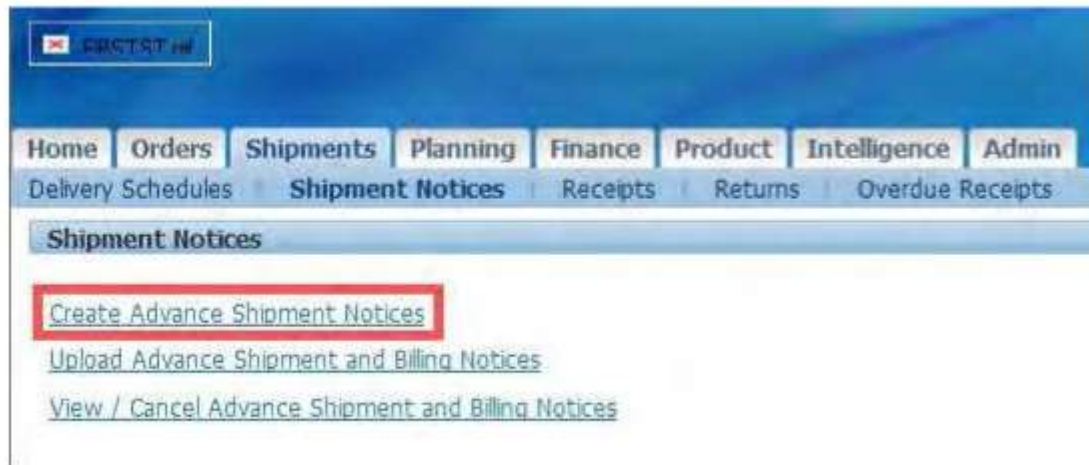 Home Orders Shipments Planning Finance Product Intelligence Admin
Delivery Schedules Shipment Notices Receipts Returns Overdue Receipts
Shipment Notices
Create Advance Shipment Notices
Upload Advance Shipment and Billing Notices
View / Cancel Advance Shipment and Billing Notices